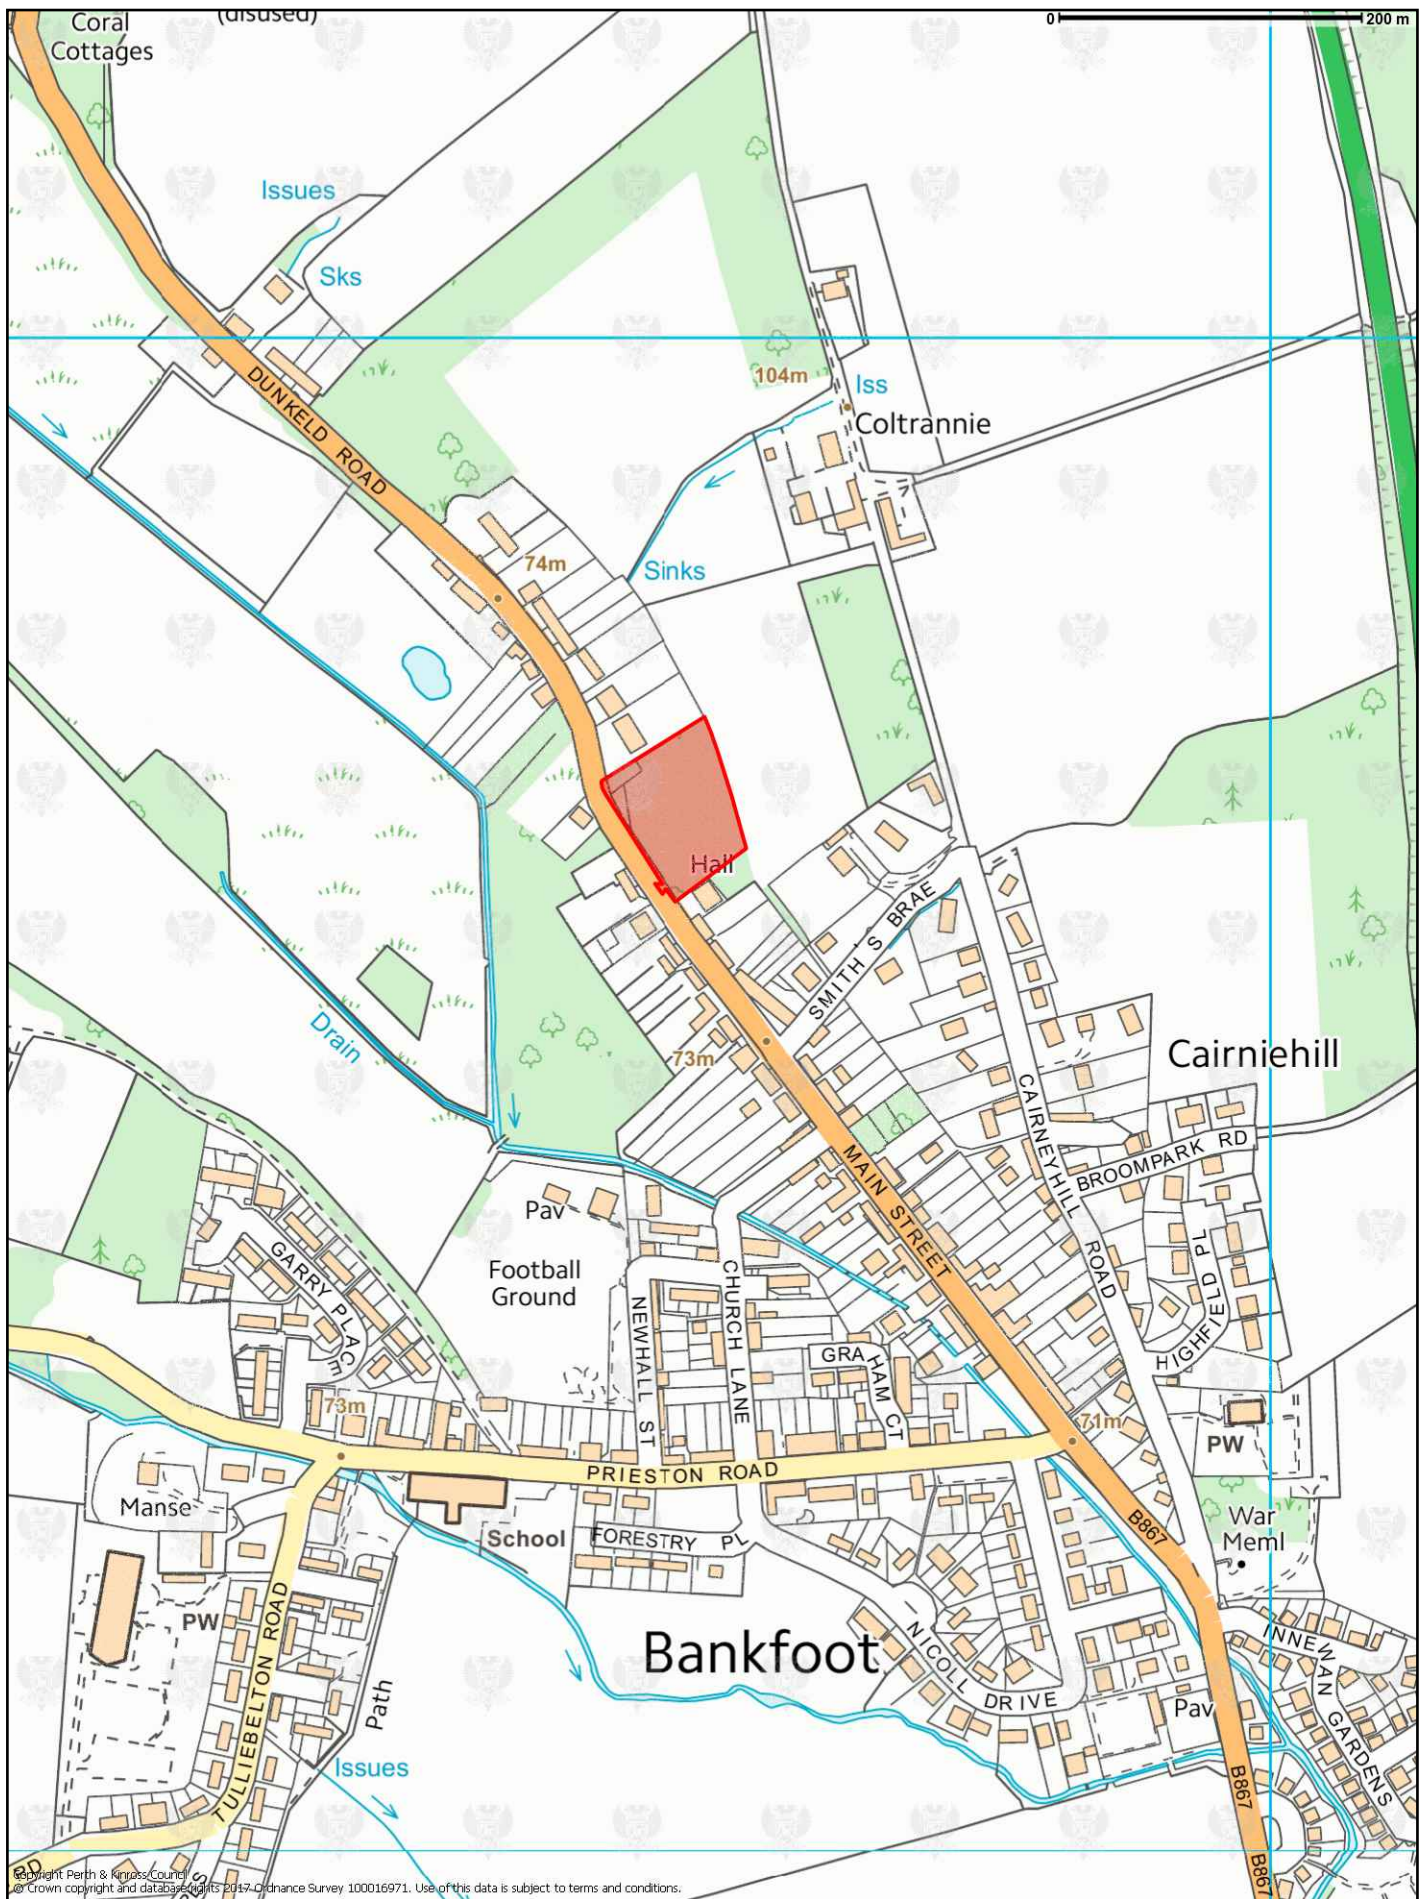 Coral
Cottages
(disused)
0
200 m
Issues
Sks
DUNKELD ROAD
104m
Iss
Coltrannie
74m
Sinks
Hall
SMITH'S BRAE
Drain
73m
Cairniehill
CAIRNEYHILL ROAD
BROOMPARK RD
MAIN STREET
Pav
Football
Ground
GARRY PLACE
NEWHALL ST
CHURCH LANE
GRAHAM CT
HIGHFIELD PL
73m
71m
PW
PRIESTON ROAD
Manse
School
FORESTRY PL
B867
War
Meml
PW
TULLIEBELTON ROAD
Path
Bankfoot
NICOLL DRIVE
INNEWAN GARDENS
Pav
Issues
B867
B867
RD
Copyright Perth & Kinross Council
© Crown copyright and database rights 2017 Ordnance Survey 100016971. Use of this data is subject to terms and conditions.